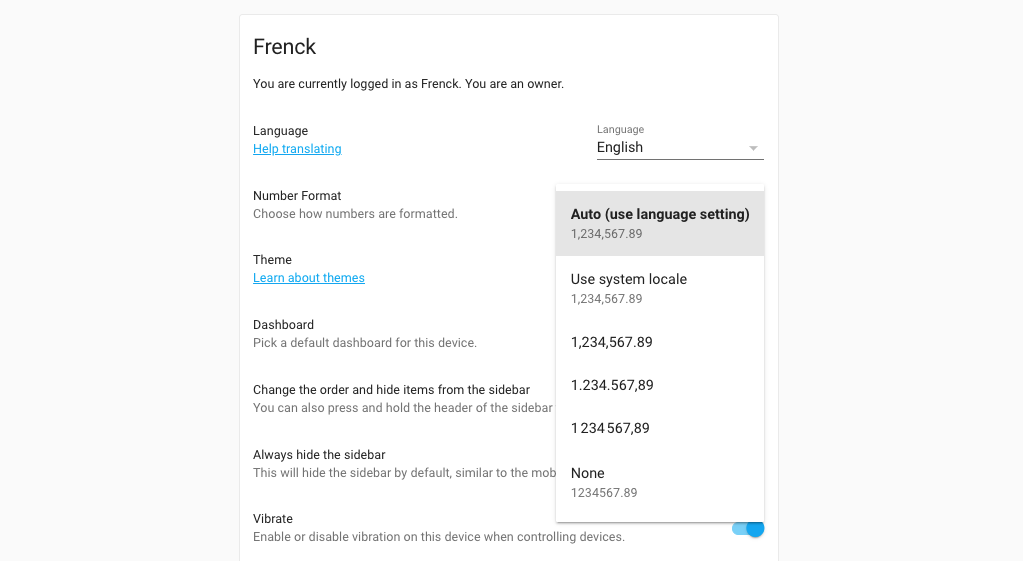 Frenck
You are currently logged in as Frenck. You are an owner.
Language
Help translating
Language
English
Number Format
Choose how numbers are formatted.
Auto (use language setting)
1,234,567.89
Use system locale
1,234,567.89
1,234,567.89
1.234.567,89
1 234 567,89
None
1234567.89
Theme
Learn about themes
Dashboard
Pick a default dashboard for this device.
Change the order and hide items from the sidebar
You can also press and hold the header of the sidebar
Always hide the sidebar
This will hide the sidebar by default, similar to the mob
Vibrate
Enable or disable vibration on this device when controlling devices.